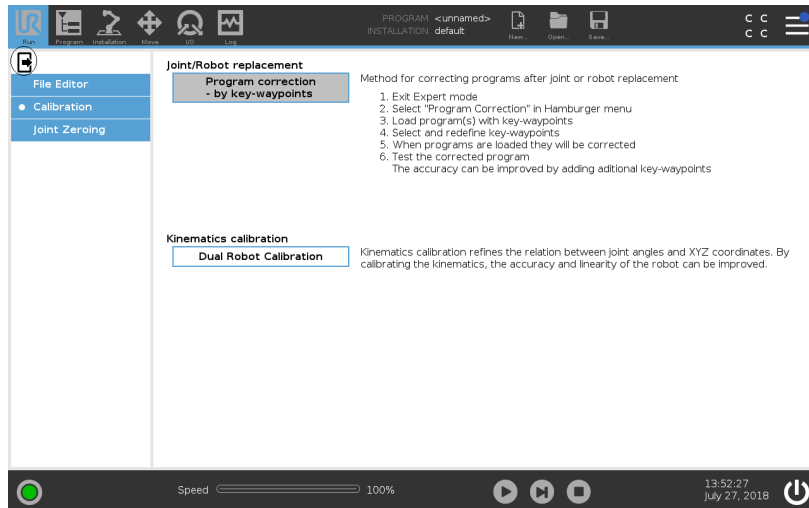 PROGRAM <unnamed>
INSTALLATION default
UR
Run
Program
Installation
Move
I/O
Log
New...
Open...
Save...
C C
C C
File Editor
Calibration
Joint Zeroing
Joint/Robot replacement
Program correction
- by key-waypoints
Method for correcting programs after joint or robot replacement
1. Exit Expert mode
2. Select "Program Correction" in Hamburger menu
3. Load program(s) with key-waypoints
4. Select and redefine key-waypoints
5. When programs are loaded they will be corrected
6. Test the corrected program
The accuracy can be improved by adding aditional key-waypoints
Kinematics calibration
Dual Robot Calibration
Kinematics calibration refines the relation between joint angles and XYZ coordinates. By
calibrating the kinematics, the accuracy and linearity of the robot can be improved.
Speed
100%
13:52:27
July 27, 2018